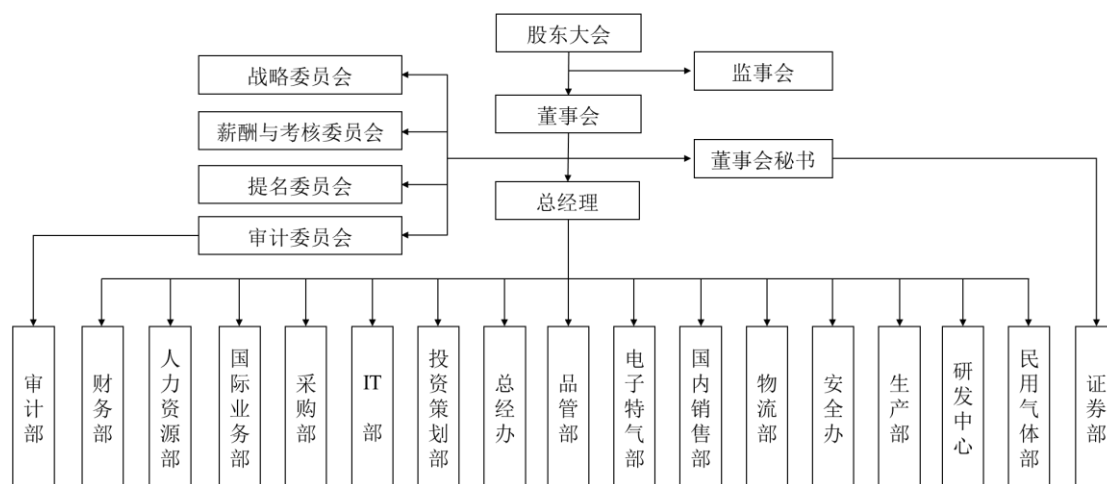 股东大会
战略委员会
监事会
董事会
薪酬与考核委员会
董事会秘书
提名委员会
总经理
审计委员会
审计部
财务部
人力资源部
国际业务部
采购部
IT 部
投资策划部
总经办
品管部
电子特气部
国内销售部
物流部
安全办
生产部
研发中心
民用气体部
证券部